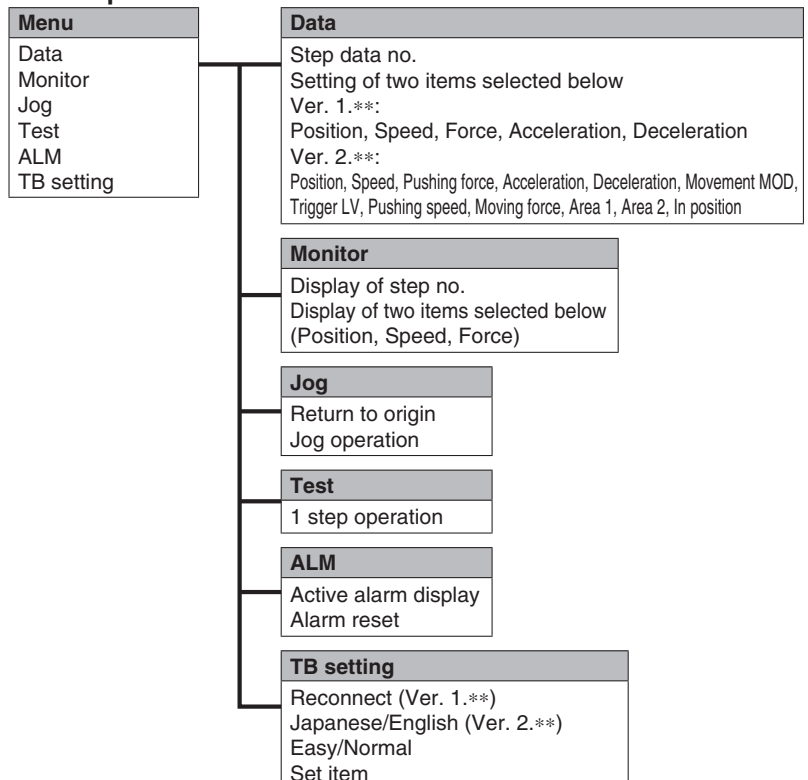 Menu
Data
Monitor
Jog
Test
ALM
TB setting
Data
Step data no.
Setting of two items selected below
Ver. 1.**:
Position, Speed, Force, Acceleration, Deceleration
Ver. 2.**:
Position, Speed, Pushing force, Acceleration, Deceleration, Movement MOD,
Trigger LV, Pushing speed, Moving force, Area 1, Area 2, In position
Monitor
Display of step no.
Display of two items selected below
(Position, Speed, Force)
Jog
Return to origin
Jog operation
Test
1 step operation
ALM
Active alarm display
Alarm reset
TB setting
Reconnect (Ver. 1.**)
Japanese/English (Ver. 2.**)
Easy/Normal
Set item